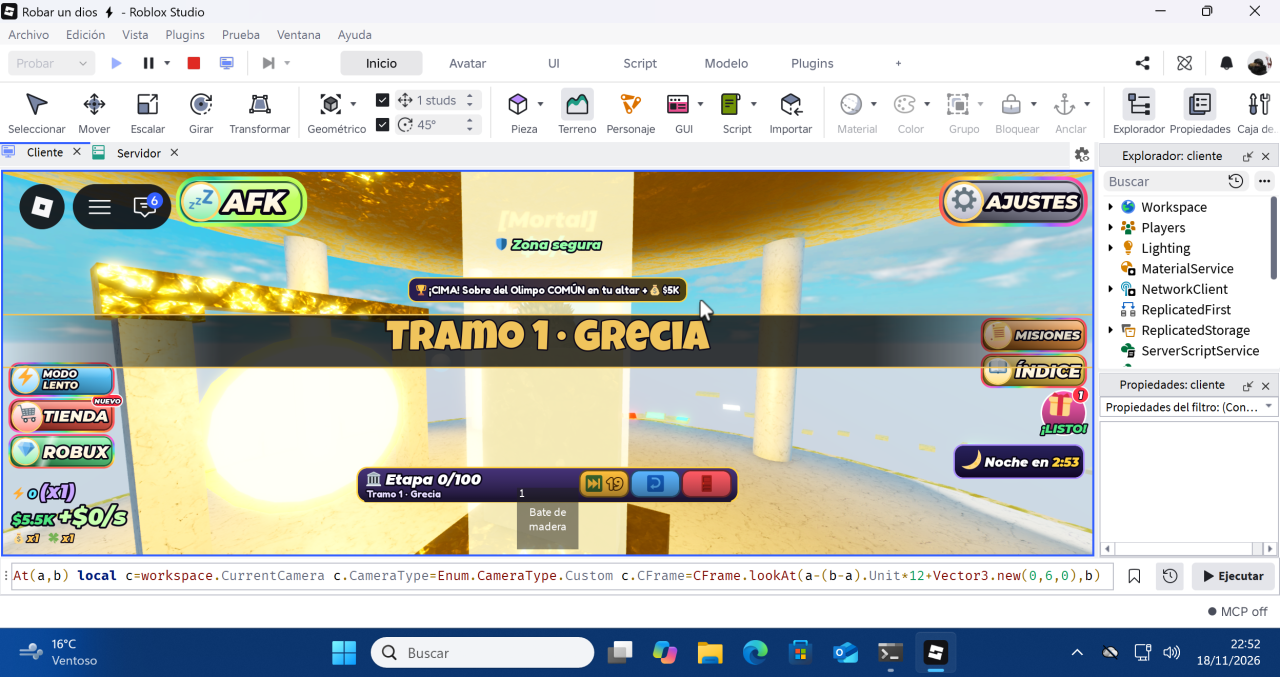 Robar un dios ⚡ - Roblox Studio
Archivo Edición Vista Plugins Prueba Ventana Ayuda
Probar Inicio Avatar UI Script Modelo Plugins +
1 studs
45°
Seleccionar Mover Escalar Girar Transformar Geométrico Pieza Terreno Personaje GUI Script Importar Material Color Grupo Bloquear Anclar Explorador Propiedades Caja de.
Cliente Servidor
Explorador: cliente
Buscar
Workspace
Players
Lighting
MaterialService
NetworkClient
ReplicatedFirst
ReplicatedStorage
ServerScriptService
Propiedades: cliente
Propiedades del filtro: (Con...
6
zzZ AFK
AJUSTES
[Mortal]
Zona segura
¡CIMA! Sobre del Olimpo COMÚN en tu altar + $5K
TRAMO 1 · GRECIA
MISIONES
ÍNDICE
1
¡LISTO!
Noche en 2:53
MODO LENTO
NUEVO
TIENDA
ROBUX
0 (x1)
$5.5K +$0/s
x1 x1
Etapa 0/100
Tramo 1 · Grecia
19
1
Bate de
madera
At(a,b) local c=workspace.CurrentCamera c.CameraType=Enum.CameraType.Custom c.CFrame=CFrame.lookAt(a-(b-a).Unit*12+Vector3.new(0,6,0),b)
Ejecutar
MCP off
16°C
Ventoso
Buscar
22:52
18/11/2026